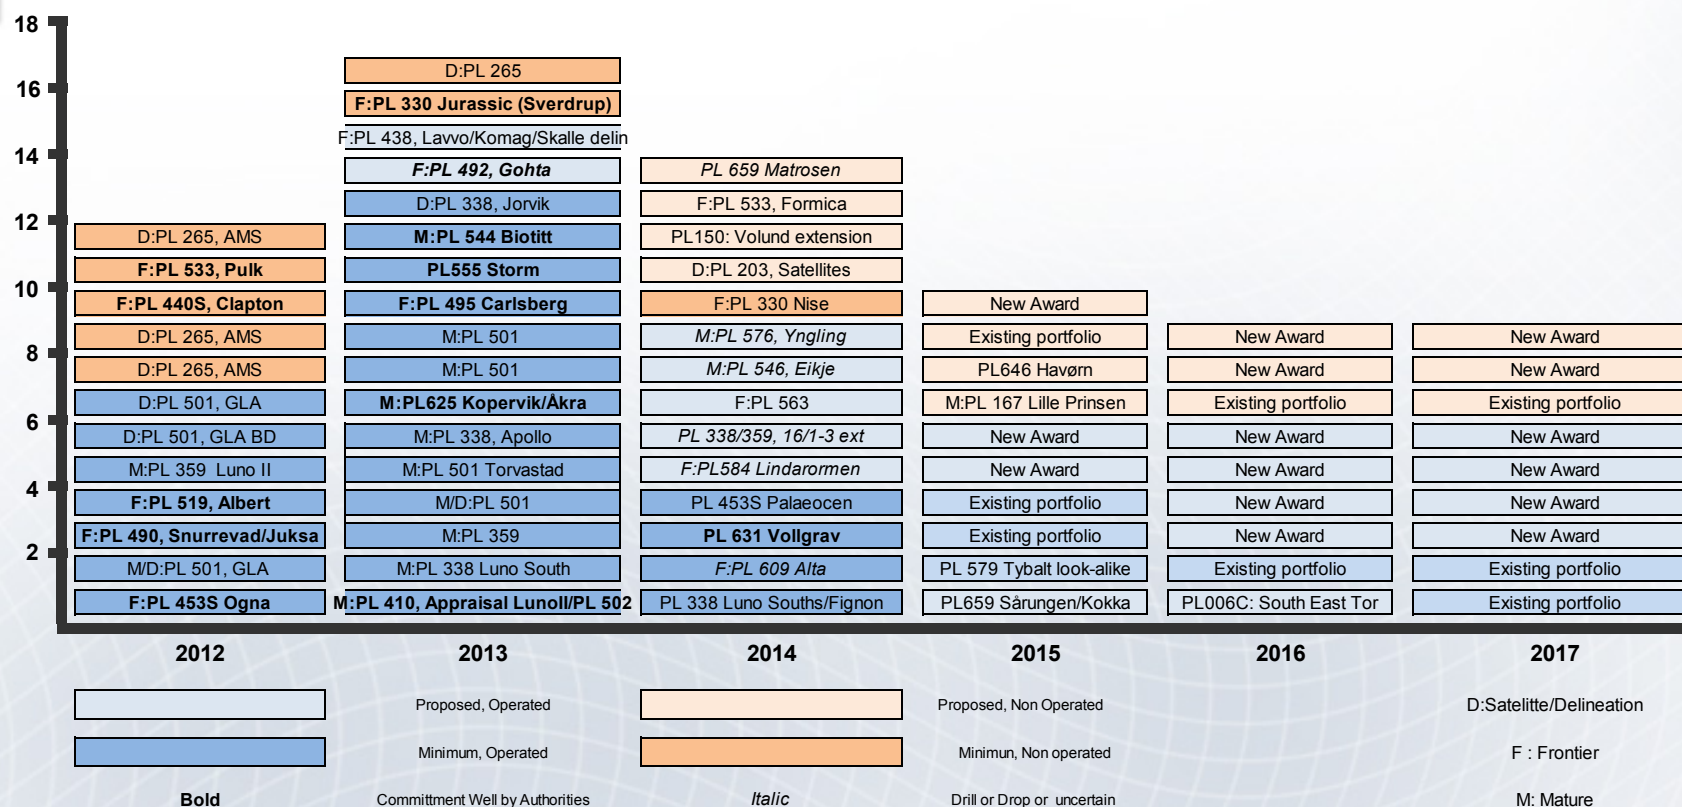 18
16
14
12
10
8
6
4
2
D:PL 265, AMS
F:PL 533, Pulk
F:PL 440S, Clapton
D:PL 265, AMS
D:PL 265, AMS
D:PL 501, GLA
D:PL 501, GLA BD
M:PL 359 Luno II
F:PL 519, Albert
F:PL 490, Snurrevad/Juksa
M/D:PL 501, GLA
F:PL 453S Ogna
D:PL 265
F:PL 330 Jurassic (Sverdrup)
F:PL 438, Lavvo/Komag/Skalle delin
F:PL 492, Gohta
D:PL 338, Jorvik
M:PL 544 Biotitt
PL555 Storm
F:PL 495 Carlsberg
M:PL 501
M:PL 501
M:PL625 Kopervik/Åkra
M:PL 338, Apollo
M:PL 501 Torvastad
M/D:PL 501
M:PL 359
M:PL 338 Luno South
M:PL 410, Appraisal LunoII/PL 502
PL 659 Matrosen
F:PL 533, Formica
PL150: Volund extension
D:PL 203, Satellites
F:PL 330 Nise
M:PL 576, Yngling
M:PL 546, Eikje
F:PL 563
PL 338/359, 16/1-3 ext
F:PL584 Lindarormen
PL 453S Palaeocen
PL 631 Vollgrav
F:PL 609 Alta
PL 338 Luno Souths/Fignon
New Award
Existing portfolio
PL646 Havørn
M:PL 167 Lille Prinsen
New Award
New Award
Existing portfolio
Existing portfolio
PL 579 Tybalt look-alike
PL659 Sårungen/Kokka
New Award
New Award
Existing portfolio
New Award
New Award
New Award
New Award
Existing portfolio
PL006C: South East Tor
New Award
New Award
Existing portfolio
New Award
New Award
New Award
New Award
Existing portfolio
Existing portfolio
2012 2013 2014 2015 2016 2017
Proposed, Operated Proposed, Non Operated D:Satelitte/Delineation
Minimum, Operated Minimun, Non operated F : Frontier
Bold Committment Well by Authorities Italic Drill or Drop or uncertain M: Mature